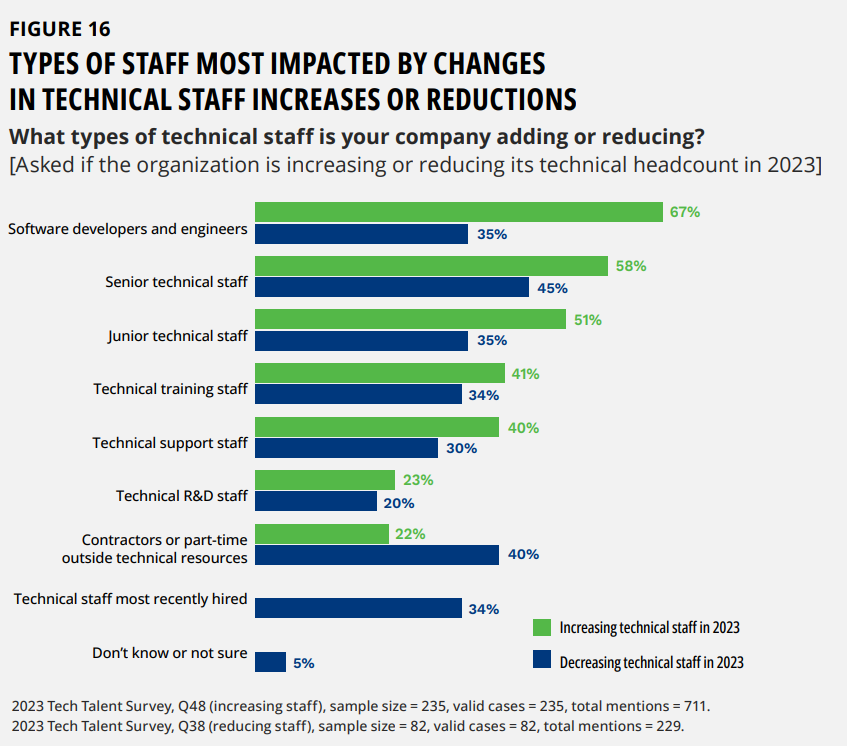 FIGURE 16
TYPES OF STAFF MOST IMPACTED BY CHANGES
IN TECHNICAL STAFF INCREASES OR REDUCTIONS
What types of technical staff is your company adding or reducing?
[Asked if the organization is increasing or reducing its technical headcount in 2023]
Software developers and engineers
67%
35%
Senior technical staff
58%
45%
Junior technical staff
51%
35%
Technical training staff
41%
34%
Technical support staff
40%
30%
Technical R&D staff
23%
20%
Contractors or part-time
outside technical resources
22%
40%
Technical staff most recently hired
34%
Don't know or not sure
5%
Increasing technical staff in 2023
Decreasing technical staff in 2023
2023 Tech Talent Survey, Q48 (increasing staff), sample size = 235, valid cases = 235, total mentions = 711.
2023 Tech Talent Survey, Q38 (reducing staff), sample size = 82, valid cases = 82, total mentions = 229.